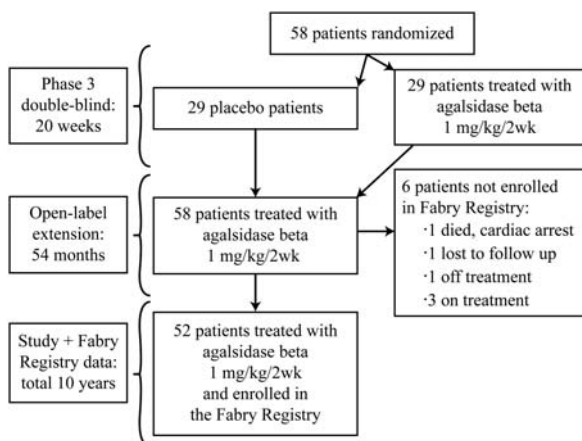 58 patients randomized
Phase 3
double-blind:
20 weeks
29 placebo patients
29 patients treated with
agalsidase beta
1 mg/kg/2wk
Open-label
extension:
54 months
58 patients treated with
agalsidase beta
1 mg/kg/2wk
6 patients not enrolled
in Fabry Registry:
·1 died, cardiac arrest
·1 lost to follow up
·1 off treatment
·3 on treatment
Study + Fabry
Registry data:
total 10 years
52 patients treated with
agalsidase beta
1 mg/kg/2wk
and enrolled in
the Fabry Registry